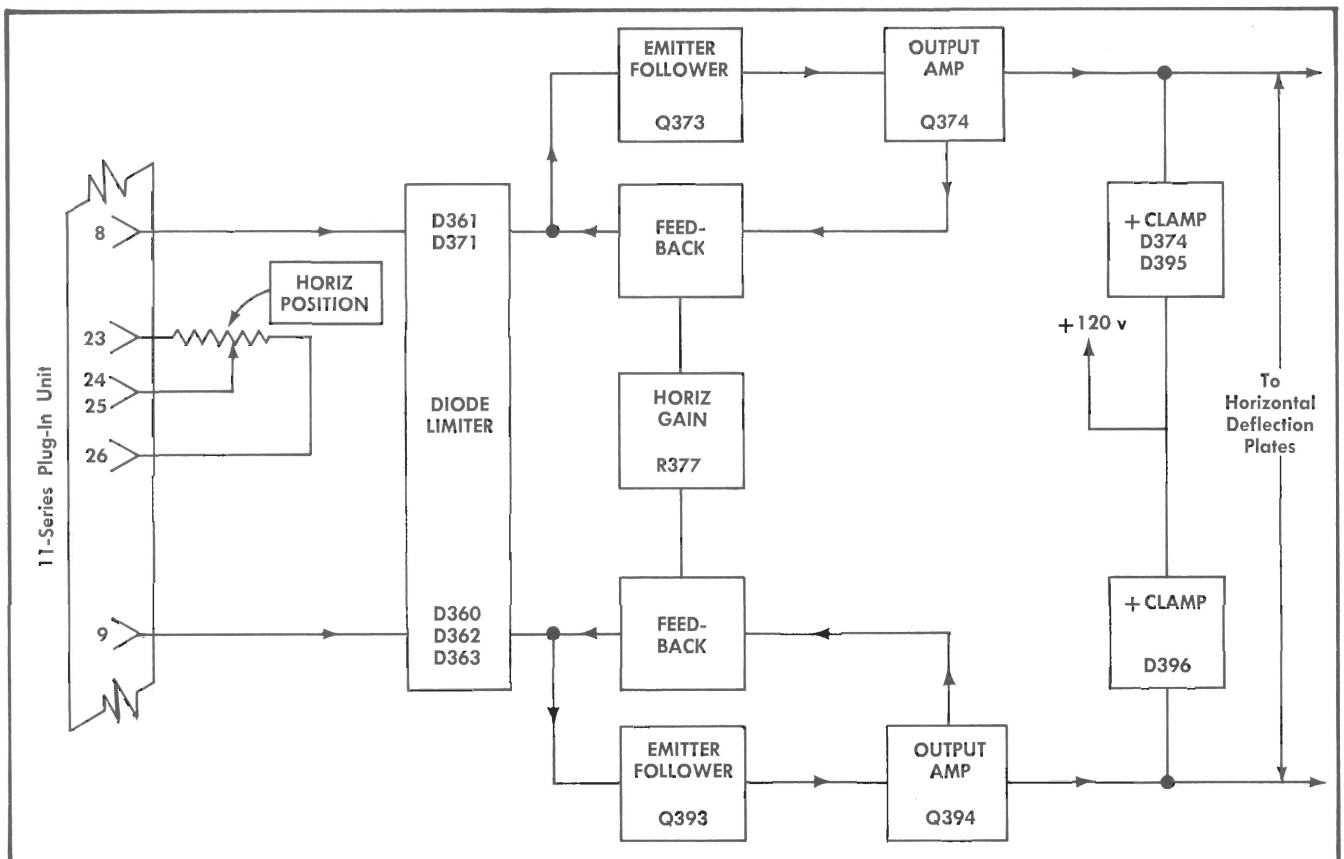 EMITTER
FOLLOWER
Q373
OUTPUT
AMP
Q374
8
D361
D371
FEED-
BACK
+ CLAMP
D374
D395
HORIZ
POSITION
23
24
25
26
+120 v
11-Series Plug-In Unit
DIODE
LIMITER
HORIZ
GAIN
R377
To
Horizontal
Deflection
Plates
9
D360
D362
D363
FEED-
BACK
+ CLAMP
D396
EMITTER
FOLLOWER
Q393
OUTPUT
AMP
Q394